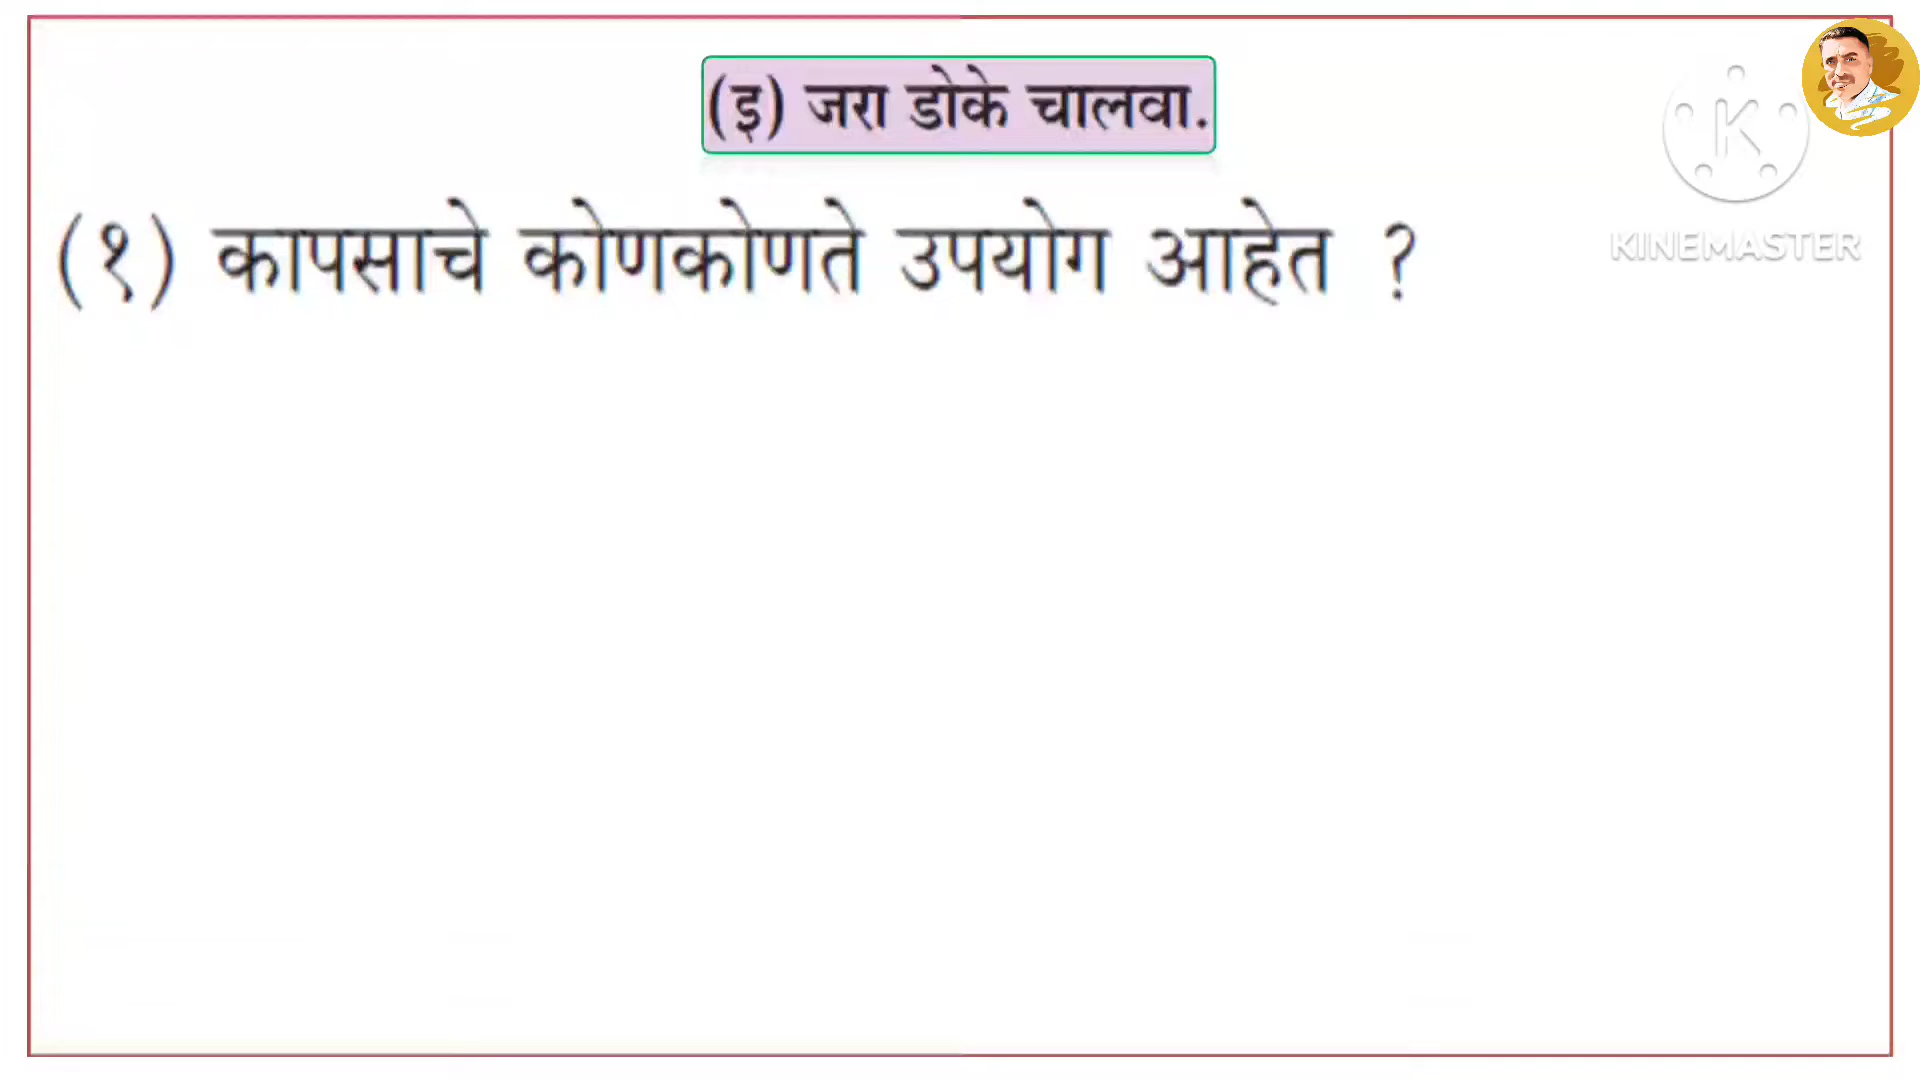 (इ) जरा डोके चालवा.
(१) कापसाचे कोणकोणते उपयोग आहेत ?
K
KINEMASTER